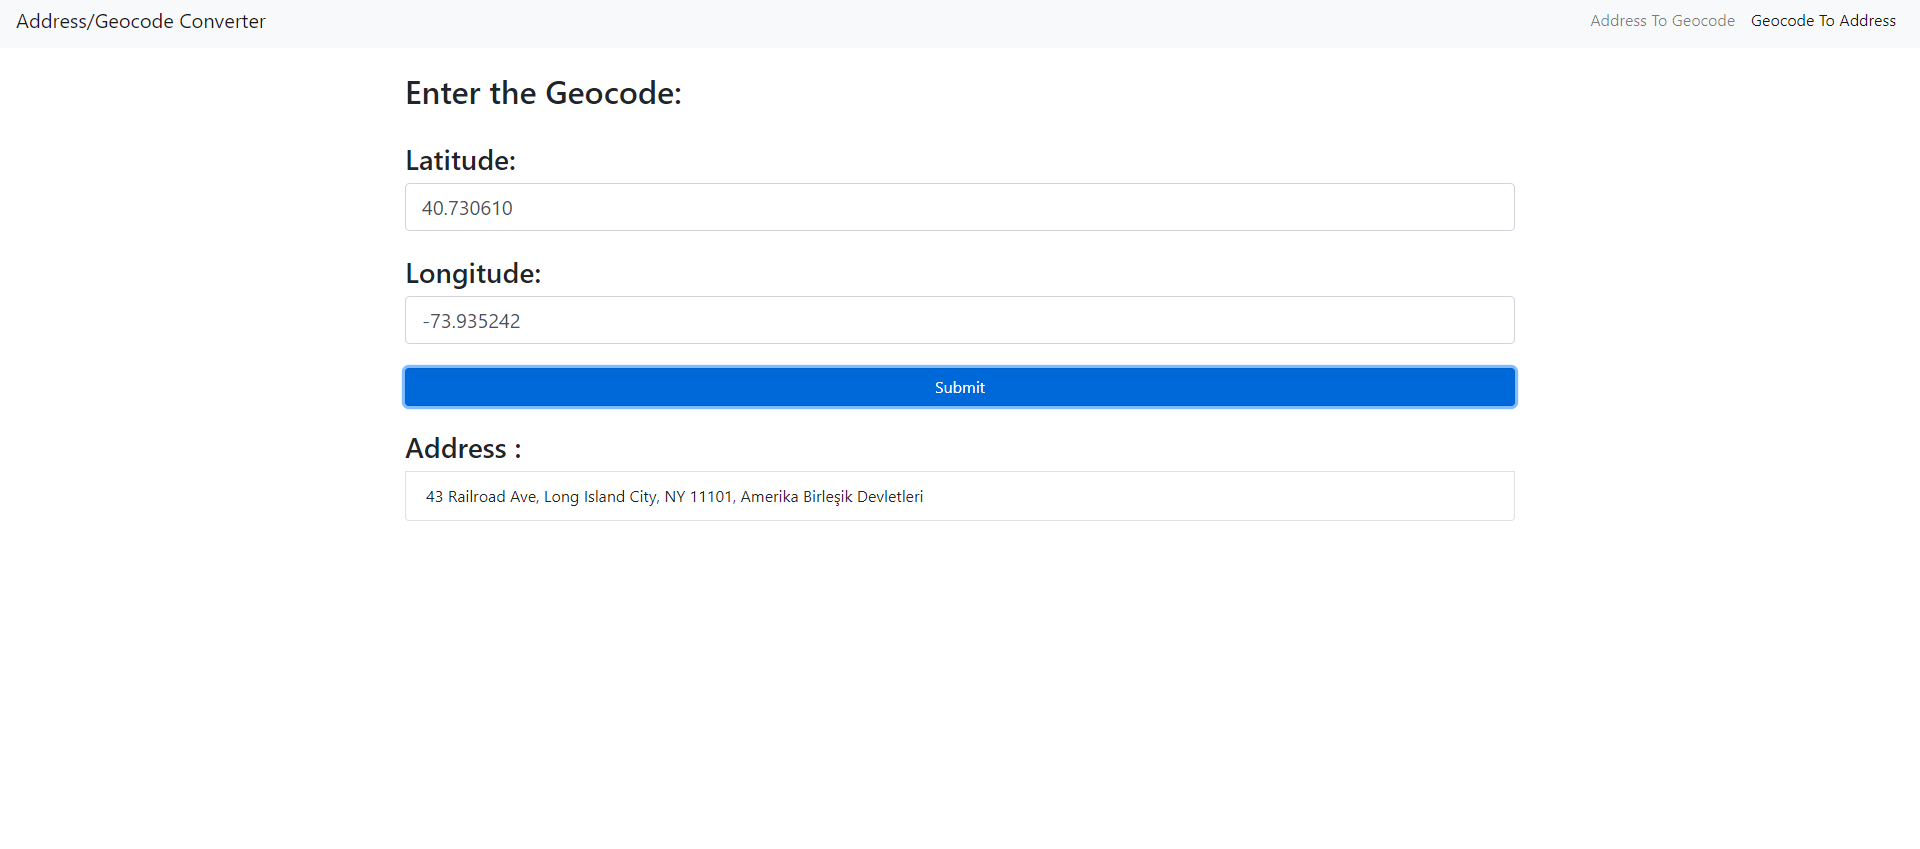 Address/Geocode Converter
Address To Geocode Geocode To Address
Enter the Geocode:
Latitude:
40.730610
Longitude:
-73.935242
Submit
Address :
43 Railroad Ave, Long Island City, NY 11101, Amerika Birleşik Devletleri